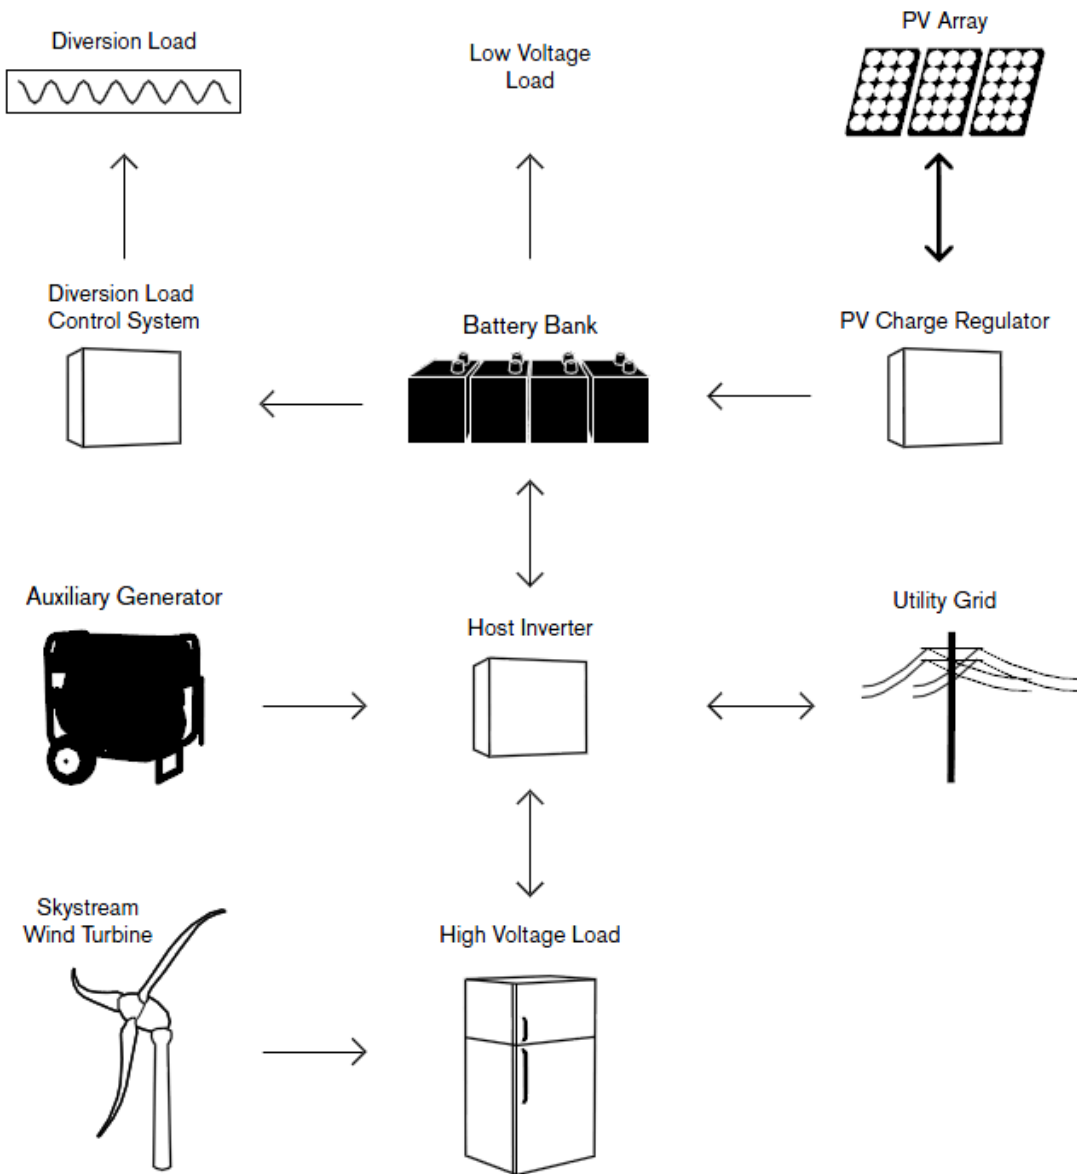 Diversion Load
Low Voltage
Load
PV Array
Diversion Load
Control System
Battery Bank
PV Charge Regulator
Auxiliary Generator
Host Inverter
Utility Grid
Skystream
Wind Turbine
High Voltage Load